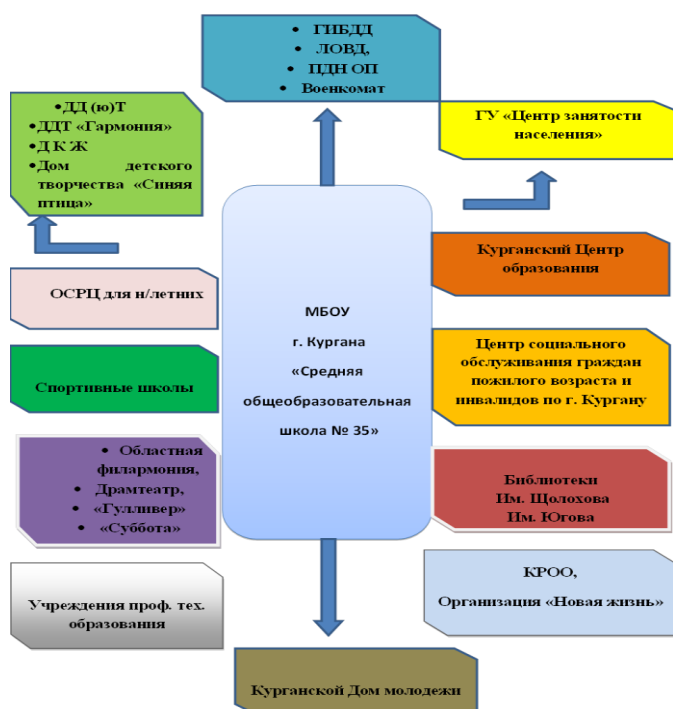 • ГИБДД
• ЛОВД,
• ПДН ОП
• Военкомат
• ДД (ю)Т
• ДДТ «Гармония»
• Д К Ж
• Дом детского
творчества «Синяя
птица»
ГУ «Центр занятости
населения»
Курганский Центр
образования
ОСРЦ для н/летних
МБОУ
г. Кургана
«Средняя
общеобразовательная
школа № 35»
Центр социального
обслуживания граждан
пожилого возраста и
инвалидов по г. Кургану
Спортивные школы
• Областная
филармония,
• Драмтеатр,
• «Гулливер»
• «Суббота»
Библиотеки
Им. Щолохова
Им. Югова
Учреждения проф. тех.
образования
КРОО,
Организация «Новая жизнь»
Курганской Дом молодежи